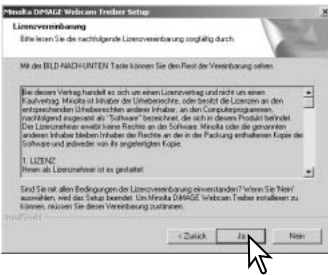 Minolta DiMAGE Webcam Treiber Setup
Lizenzvereinbarung
Bitte lesen Sie die nachfolgende Lizenzvereinbarung sorgfältig durch.
Mit der BILD-NACH-UNTEN Taste können Sie den Rest der Vereinbarung sehen.
Bei diesem Vertrag handelt es sich um einen Lizenzvertrag und nicht um einen
Kaufvertrag. Minolta ist Inhaber der Urheberrechte, oder besitzt die Lizenzen an den
entsprechenden Urheberrechten anderer Inhaber, an den Computerprogrammen,
nachfolgend insgesamt als "Software" bezeichnet, die sich in diesem Produkt befindet.
Der Lizenznehmer erwirbt keine Rechte an der Software. Minolta oder die genannten
anderen Inhaber bleiben Inhaber der Rechte an der in der Packung enthaltenen Kopie der
Software und jedweder von ihr angefertigten Kopie.
1. LIZENZ
Ihnen als Lizenznehmer ist es gestattet:
Sind Sie mit allen Bedingungen der Lizenzvereinbarung einverstanden? Wenn Sie 'Nein'
auswählen, wird das Setup beendet. Um Minolta DiMAGE Webcam Treiber installieren zu
können, müssen Sie dieser Vereinbarung zustimmen.
InstallShield
< Zurück
Ja
Nein